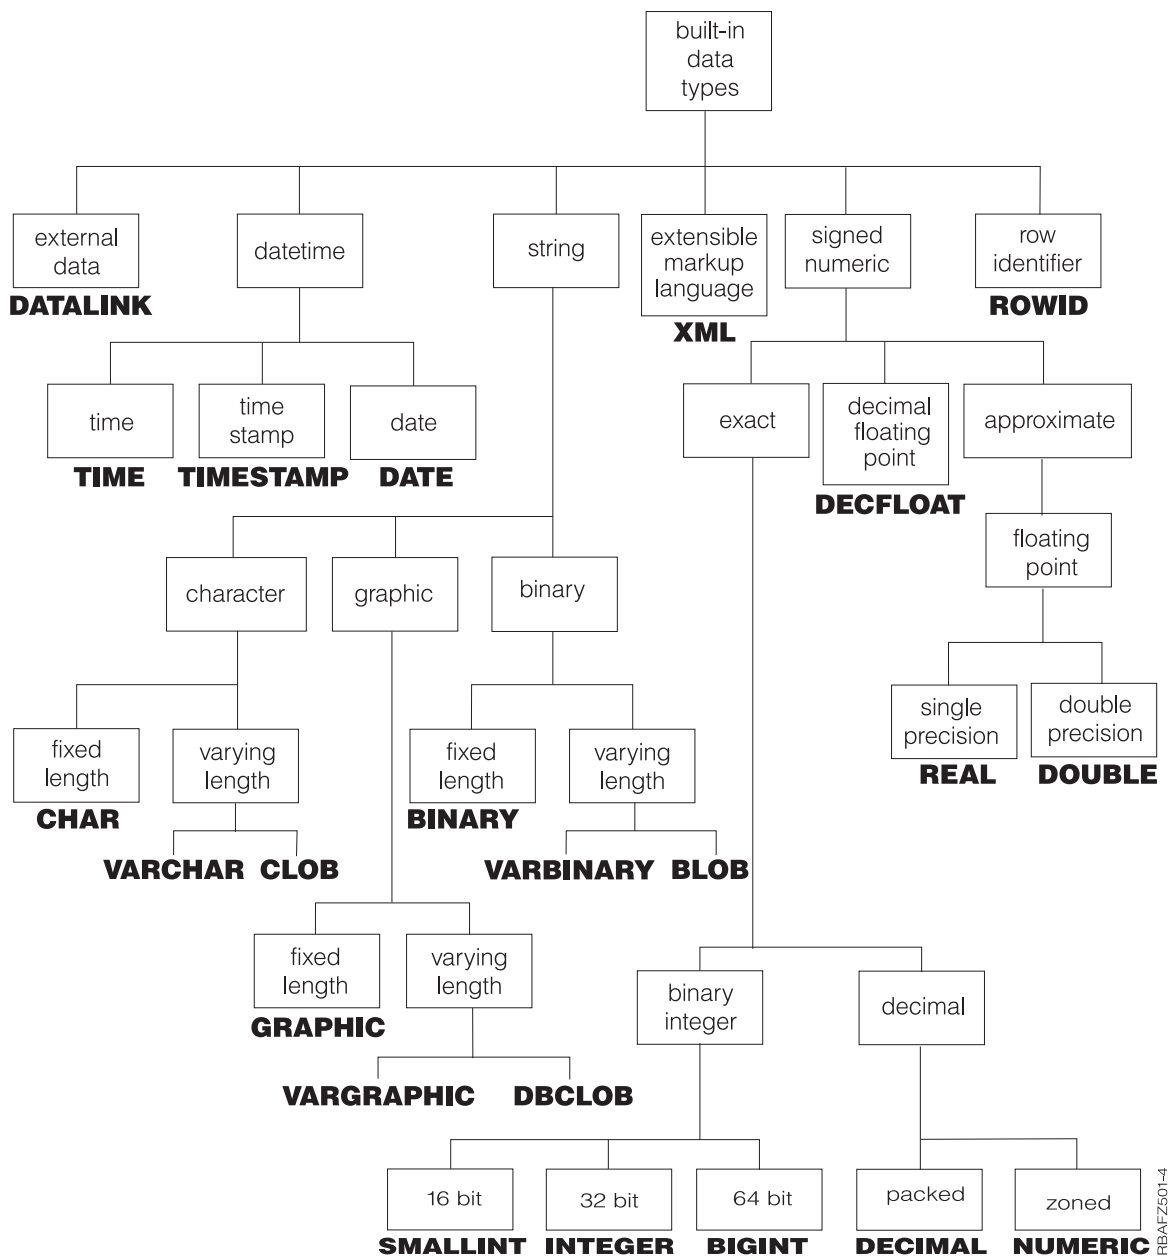 built-in
data
types
external
data
DATALINK
datetime
string
extensible
markup
language
XML
signed
numeric
row
identifier
ROWID
time
TIME
time
stamp
TIMESTAMP
date
DATE
exact
decimal
floating
point
DECFLOAT
approximate
floating
point
character
graphic
binary
single
precision
REAL
double
precision
DOUBLE
fixed
length
CHAR
varying
length
VARCHAR CLOB
fixed
length
BINARY
varying
length
VARBINARY BLOB
fixed
length
GRAPHIC
varying
length
VARGRAPHIC DBCLOB
binary
integer
decimal
16 bit
SMALLINT
32 bit
INTEGER
64 bit
BIGINT
packed
DECIMAL
zoned
NUMERIC
RBAFZ501-4